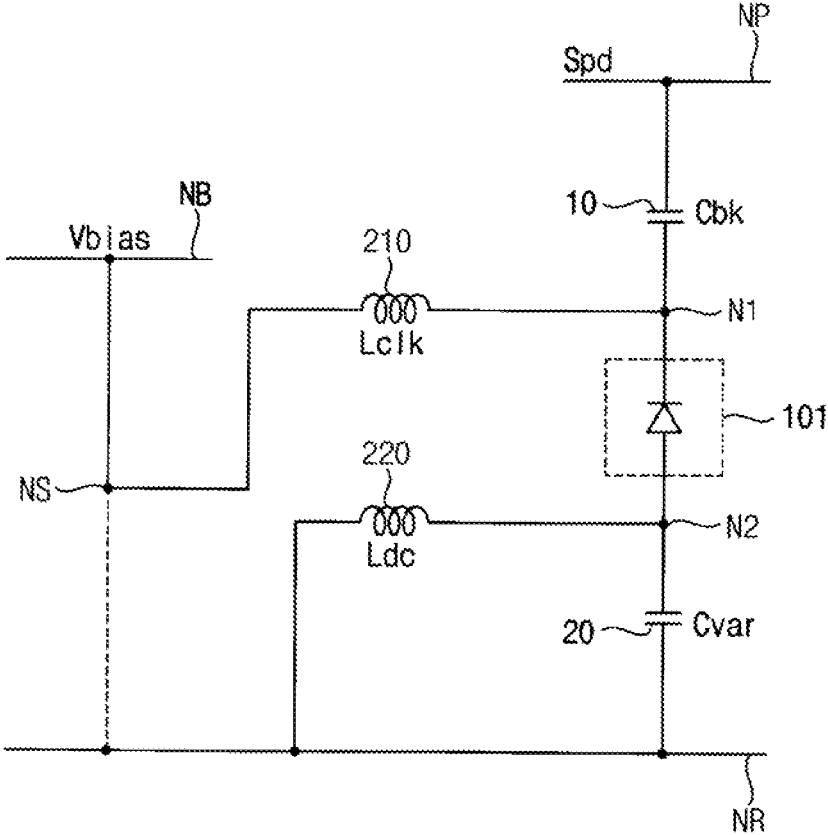 NP
Spd
10 Cbk
NB
Vbias
210
N1
Lclk
101
220
NS
N2
Ldc
20 Cvar
NR